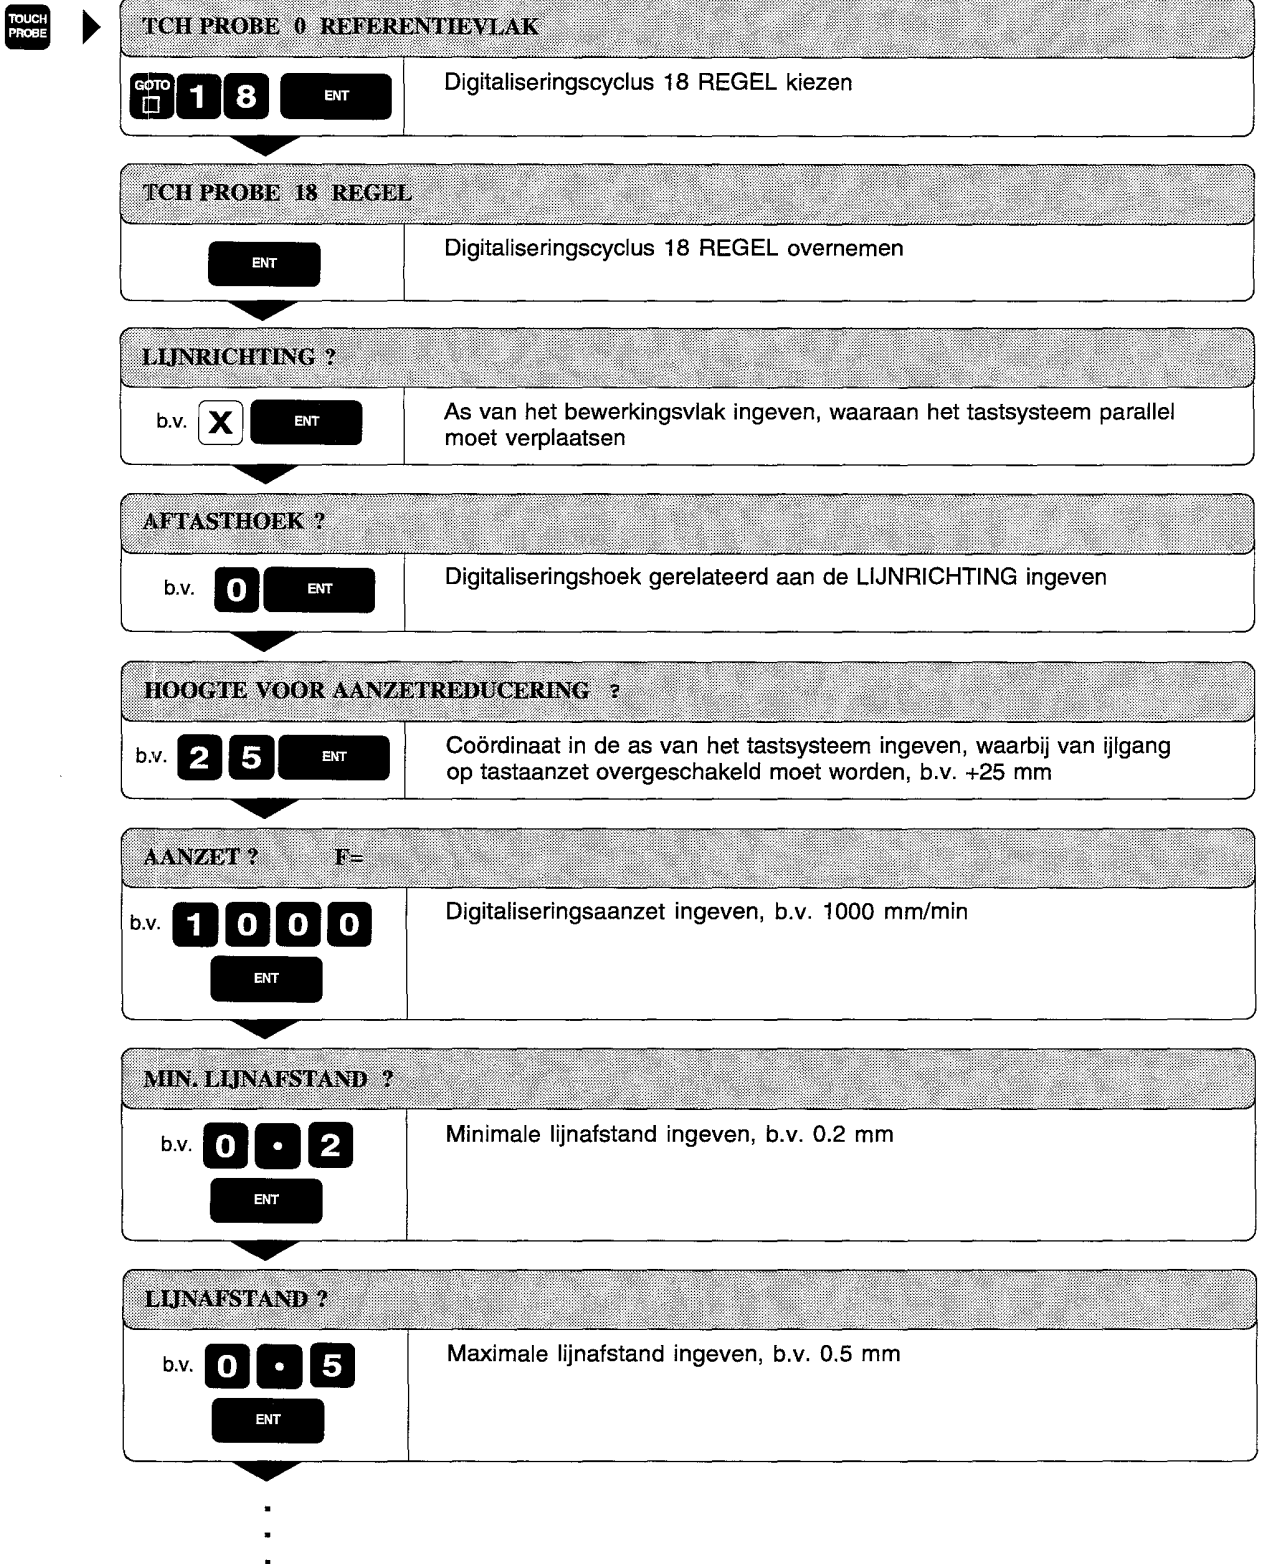 TOUCH
PROBE
TCH PROBE 0 REFERENTIEVLAK
GOTO 1 8 ENT
Digitaliseringscyclus 18 REGEL kiezen
TCH PROBE 18 REGEL
ENT
Digitaliseringscyclus 18 REGEL overnemen
LIJNRICHTING ?
b.v. X ENT
As van het bewerkingsvlak ingeven, waaraan het tastsysteem parallel
moet verplaatsen
AFTASTHOEK ?
b.v. 0 ENT
Digitaliseringshoek gerelateerd aan de LIJNRICHTING ingeven
HOOGTE VOOR AANZETREDUCERING ?
b.v. 2 5 ENT
Coördinaat in de as van het tastsysteem ingeven, waarbij van ijlgang
op tastaanzet overgeschakeld moet worden, b.v. +25 mm
AANZET ? F=
b.v. 1 0 0 0
ENT
Digitaliseringsaanzet ingeven, b.v. 1000 mm/min
MIN. LIJNAFSTAND ?
b.v. 0 • 2
ENT
Minimale lijnafstand ingeven, b.v. 0.2 mm
LIJNAFSTAND ?
b.v. 0 • 5
ENT
Maximale lijnafstand ingeven, b.v. 0.5 mm